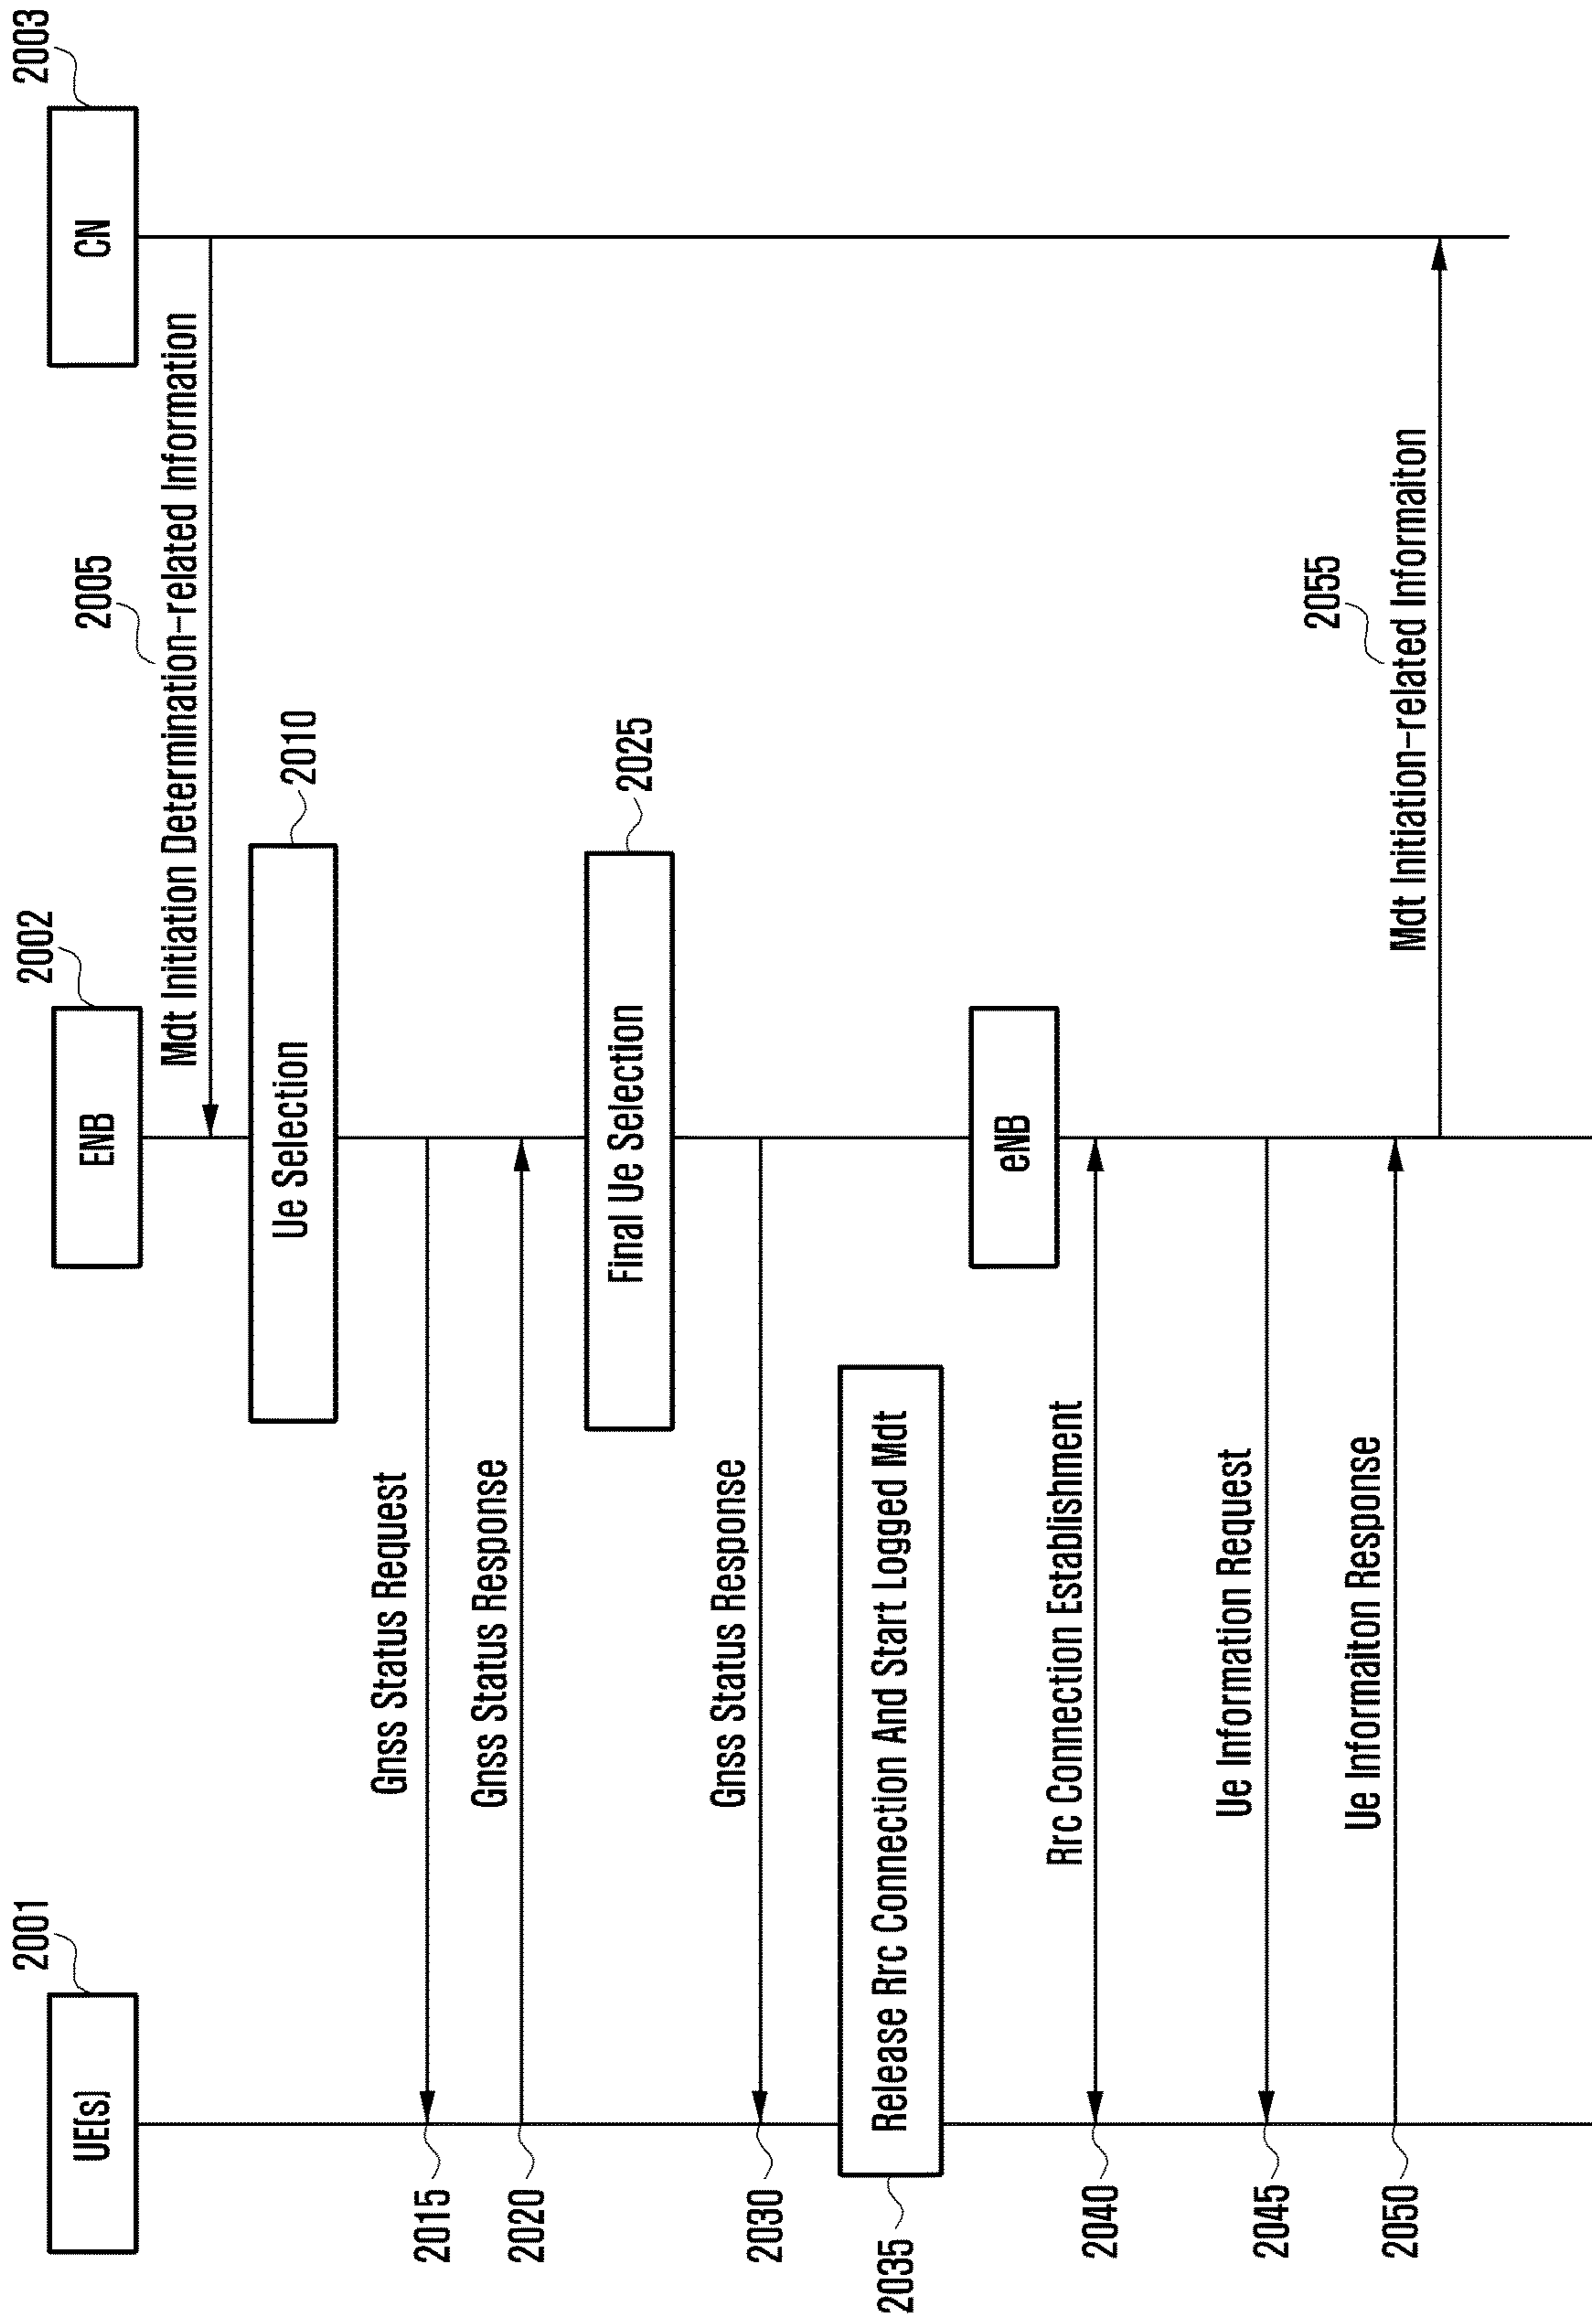 2001
2002
2003
UE(s)
ENB
CN
2005
Mdt Initiation Determination-related Information
Ue Selection
2010
Gnss Status Request
2015
Gnss Status Response
2020
Final Ue Selection
2025
Gnss Status Response
2030
Release Rrc Connection And Start Logged Mdt
2035
eNB
Rrc Connection Establishment
2040
Ue Information Request
2045
Ue Informaiton Response
2050
2055
Mdt Initiation-related Informaiton